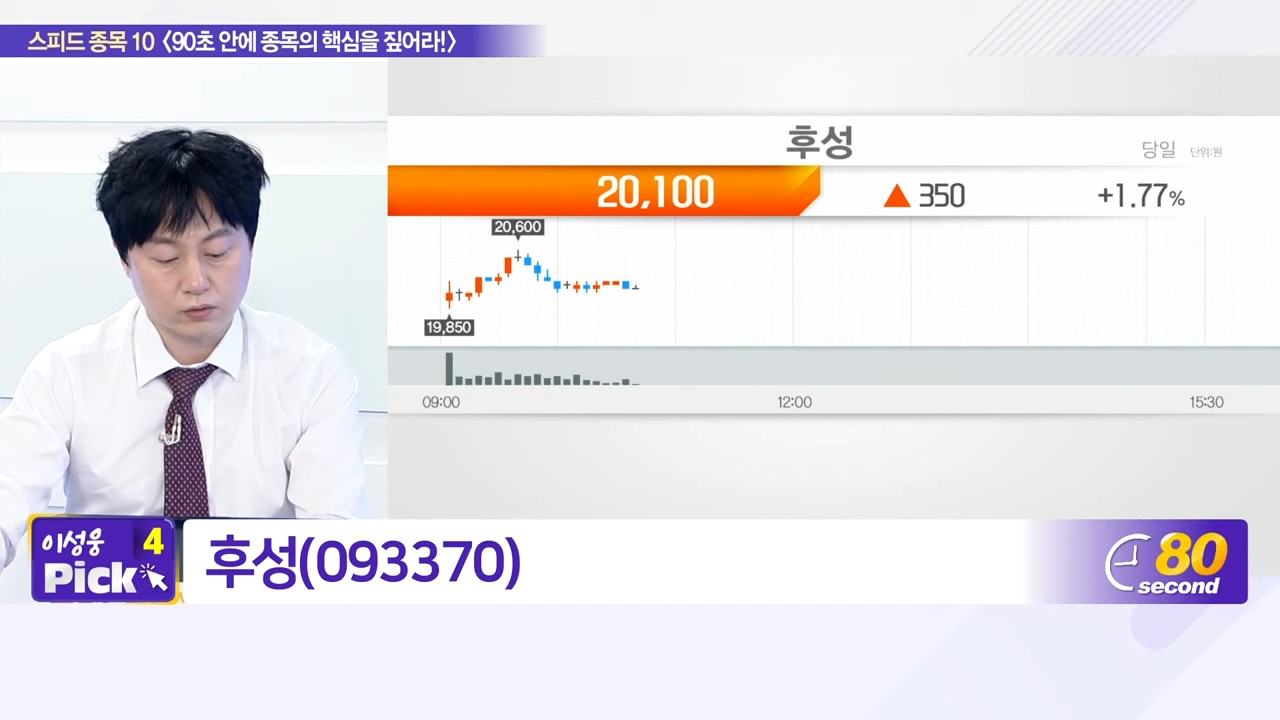 스피드 종목 10 〈90초 안에 종목의 핵심을 짚어라!〉
후성
당일 단위:원
20,100 ▲ 350 +1.77%
20,600
19,850
09:00 12:00 15:30
이성웅 4
Pick
후성(093370)
80
second